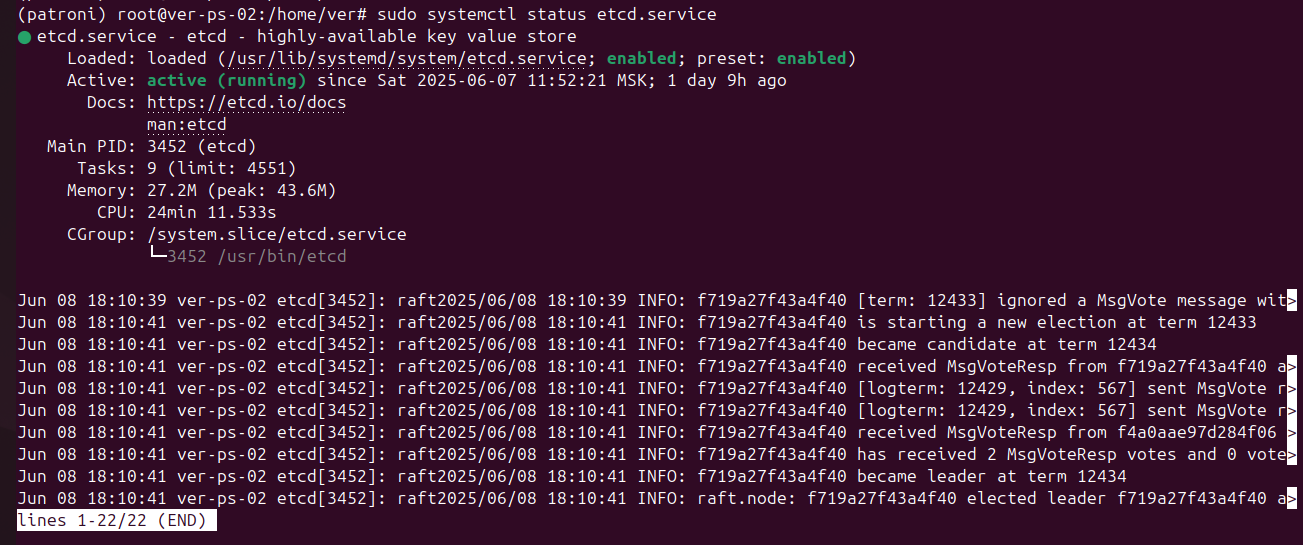 (patroni) root@ver-ps-02:/home/ver# sudo systemctl status etcd.service
● etcd.service - etcd - highly-available key value store
     Loaded: loaded (/usr/lib/systemd/system/etcd.service; enabled; preset: enabled)
     Active: active (running) since Sat 2025-06-07 11:52:21 MSK; 1 day 9h ago
       Docs: https://etcd.io/docs
             man:etcd
   Main PID: 3452 (etcd)
      Tasks: 9 (limit: 4551)
     Memory: 27.2M (peak: 43.6M)
        CPU: 24min 11.533s
     CGroup: /system.slice/etcd.service
             └─3452 /usr/bin/etcd
Jun 08 18:10:39 ver-ps-02 etcd[3452]: raft2025/06/08 18:10:39 INFO: f719a27f43a4f40 [term: 12433] ignored a MsgVote message wit>
Jun 08 18:10:41 ver-ps-02 etcd[3452]: raft2025/06/08 18:10:41 INFO: f719a27f43a4f40 is starting a new election at term 12433
Jun 08 18:10:41 ver-ps-02 etcd[3452]: raft2025/06/08 18:10:41 INFO: f719a27f43a4f40 became candidate at term 12434
Jun 08 18:10:41 ver-ps-02 etcd[3452]: raft2025/06/08 18:10:41 INFO: f719a27f43a4f40 received MsgVoteResp from f719a27f43a4f40 a>
Jun 08 18:10:41 ver-ps-02 etcd[3452]: raft2025/06/08 18:10:41 INFO: f719a27f43a4f40 [logterm: 12429, index: 567] sent MsgVote r>
Jun 08 18:10:41 ver-ps-02 etcd[3452]: raft2025/06/08 18:10:41 INFO: f719a27f43a4f40 [logterm: 12429, index: 567] sent MsgVote r>
Jun 08 18:10:41 ver-ps-02 etcd[3452]: raft2025/06/08 18:10:41 INFO: f719a27f43a4f40 received MsgVoteResp from f4a0aae97d284f06 >
Jun 08 18:10:41 ver-ps-02 etcd[3452]: raft2025/06/08 18:10:41 INFO: f719a27f43a4f40 has received 2 MsgVoteResp votes and 0 vote>
Jun 08 18:10:41 ver-ps-02 etcd[3452]: raft2025/06/08 18:10:41 INFO: f719a27f43a4f40 became leader at term 12434
Jun 08 18:10:41 ver-ps-02 etcd[3452]: raft2025/06/08 18:10:41 INFO: raft.node: f719a27f43a4f40 elected leader f719a27f43a4f40 a>
lines 1-22/22 (END)